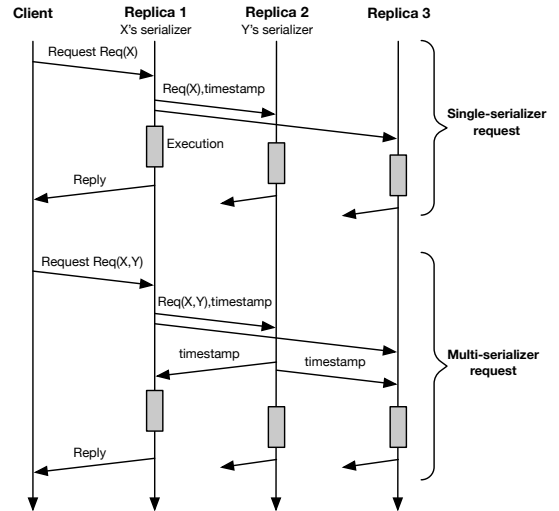 Client
Replica 1
Replica 2
Replica 3
X's serializer
Y's serializer
Request Req(X)
Req(X),timestamp
Single-serializer
request
Execution
Reply
Request Req(X,Y)
Req(X,Y),timestamp
timestamp
timestamp
Multi-serializer
request
Reply